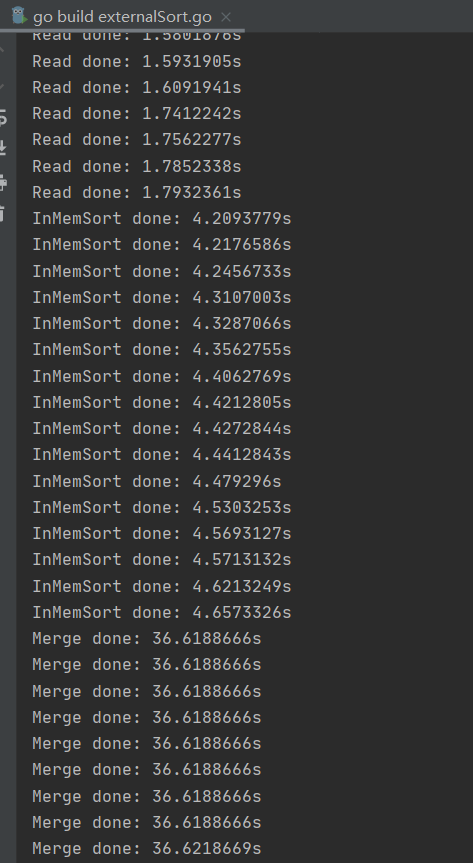 go build externalSort.go
Read done: 1.5801876s
Read done: 1.5931905s
Read done: 1.6091941s
Read done: 1.7412242s
Read done: 1.7562277s
Read done: 1.7852338s
Read done: 1.7932361s
InMemSort done: 4.2093779s
InMemSort done: 4.2176586s
InMemSort done: 4.2456733s
InMemSort done: 4.3107003s
InMemSort done: 4.3287066s
InMemSort done: 4.3562755s
InMemSort done: 4.4062769s
InMemSort done: 4.4212805s
InMemSort done: 4.4272844s
InMemSort done: 4.4412843s
InMemSort done: 4.479296s
InMemSort done: 4.5303253s
InMemSort done: 4.5693127s
InMemSort done: 4.5713132s
InMemSort done: 4.6213249s
InMemSort done: 4.6573326s
Merge done: 36.6188666s
Merge done: 36.6188666s
Merge done: 36.6188666s
Merge done: 36.6188666s
Merge done: 36.6188666s
Merge done: 36.6188666s
Merge done: 36.6188666s
Merge done: 36.6188666s
Merge done: 36.6218669s